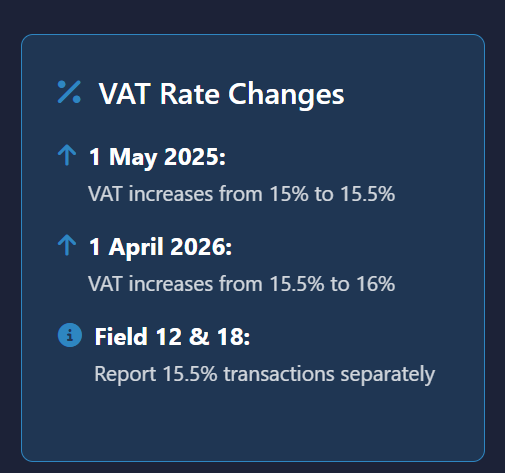 VAT Rate Changes
1 May 2025:
VAT increases from 15% to 15.5%
1 April 2026:
VAT increases from 15.5% to 16%
Field 12 & 18:
Report 15.5% transactions separately